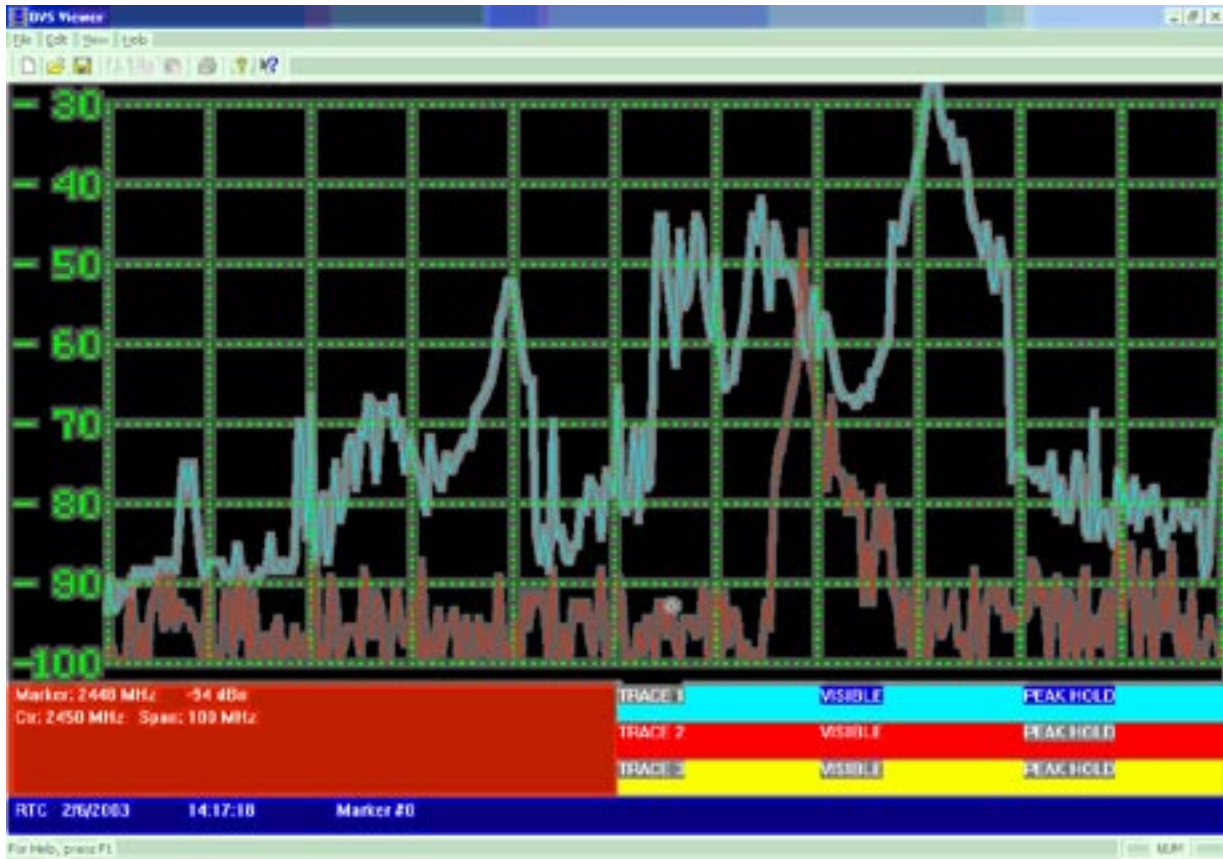 DVS Viewer
File Edit View Help
- 30
- 40
- 50
- 60
- 70
- 80
- 90
-100
Marker: 2448 MHz -94 dBm
Ctr: 2450 MHz Span: 100 MHz
TRACE 1 VISIBLE PEAK HOLD
TRACE 2 VISIBLE PEAK HOLD
TRACE 3 VISIBLE PEAK HOLD
RTC 2/6/2003 14:17:18 Marker #0
For Help, press F1 NUM